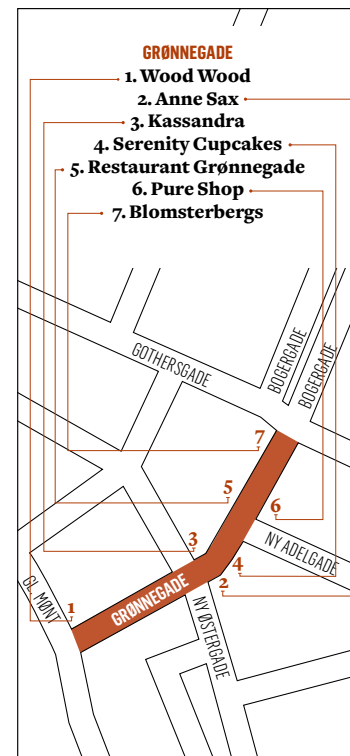 GRØNNEGADE
1. Wood Wood
2. Anne Sax
3. Kassandra
4. Serenity Cupcakes
5. Restaurant Grønnegade
6. Pure Shop
7. Blomsterbergs
GOTHERSGADE
BOGERGADE
BOGERGADE
7
5
6
3
NY ADELGADE
4
GL. MØNT
1
GRØNNEGADE
2
NY ØSTERGADE